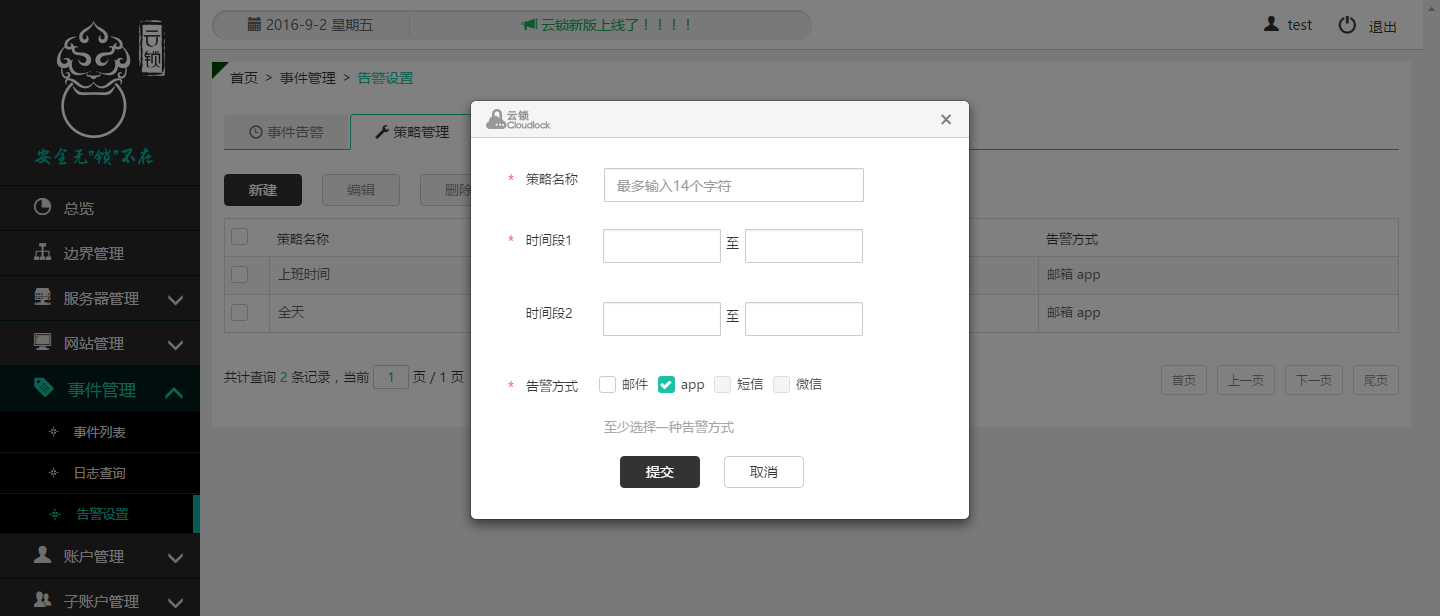 云锁
安全无"锁"不在
总览
边界管理
服务器管理
网站管理
事件管理
事件列表
日志查询
告警设置
账户管理
子账户管理
2016-9-2 星期五
云锁新版上线了！！！！
test
退出
首页 > 事件管理 > 告警设置
事件告警
策略管理
新建
编辑
删除
策略名称
告警方式
上班时间
邮箱 app
全天
邮箱 app
共计查询 2 条记录，当前 1 页 / 1 页
首页
上一页
下一页
尾页
云锁
Cloudlock
×
* 策略名称
最多输入14个字符
* 时间段1
至
时间段2
至
* 告警方式
邮件
app
短信
微信
至少选择一种告警方式
提交
取消